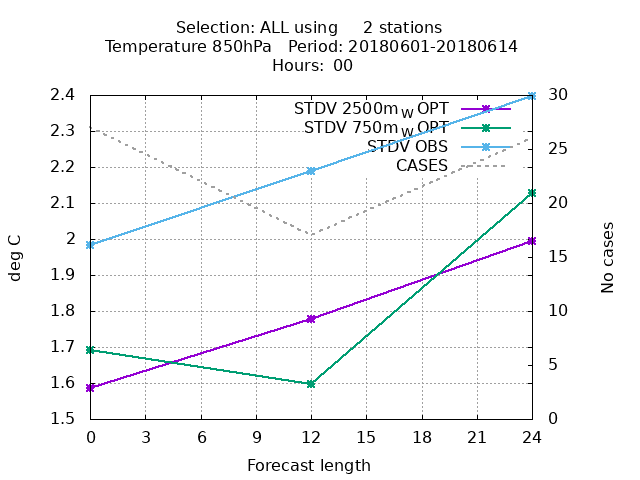 Selection: ALL using     2 stations
Temperature 850hPa   Period: 20180601-20180614
Hours:  00
STDV 2500m_W OPT
STDV 750m_W OPT
STDV OBS
CASES
2.4
2.3
2.2
2.1
2
1.9
1.8
1.7
1.6
1.5
deg C
30
25
20
15
10
5
0
No cases
0 3 6 9 12 15 18 21 24
Forecast length